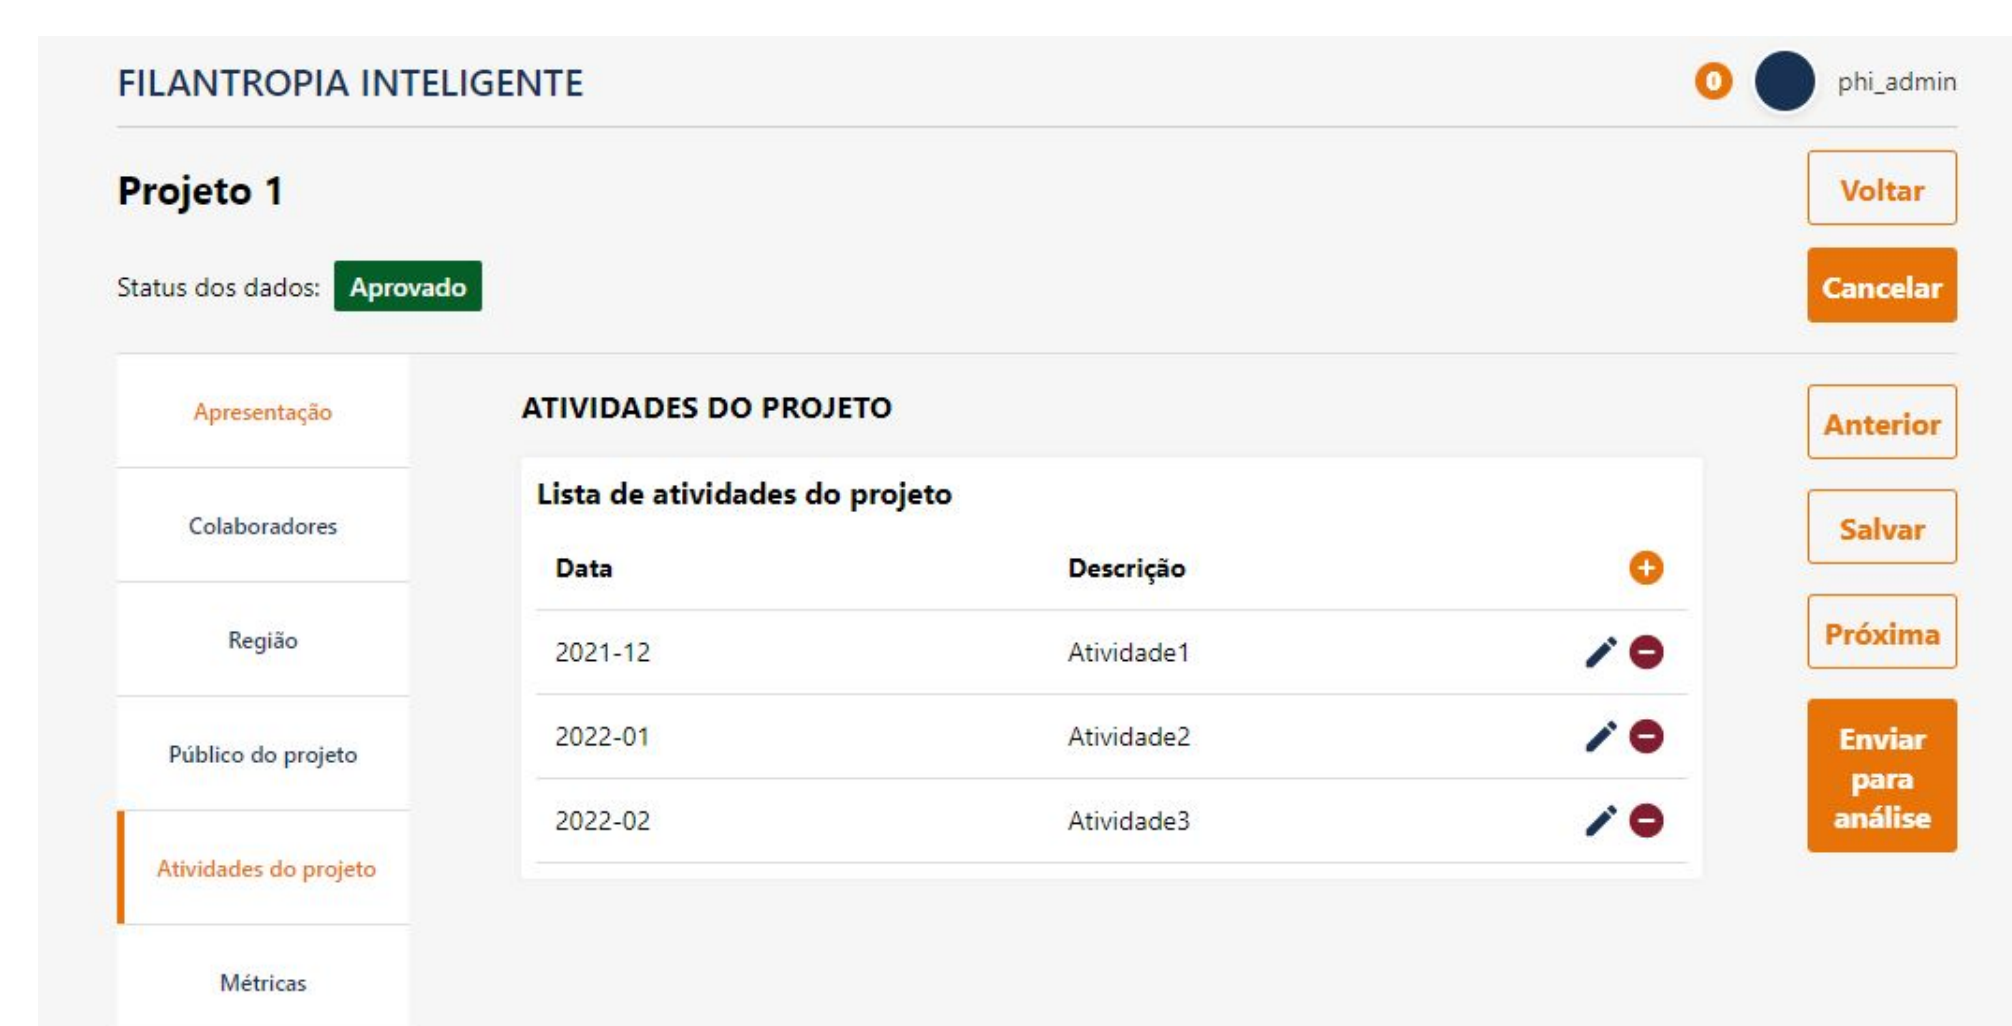 FILANTROPIA INTELIGENTE
0
phi_admin
Projeto 1
Voltar
Status dos dados: Aprovado
Cancelar
Apresentação
Colaboradores
Região
Público do projeto
Atividades do projeto
Métricas
ATIVIDADES DO PROJETO
Lista de atividades do projeto
Data Descrição
2021-12 Atividade1
2022-01 Atividade2
2022-02 Atividade3
Anterior
Salvar
Próxima
Enviar
para
análise